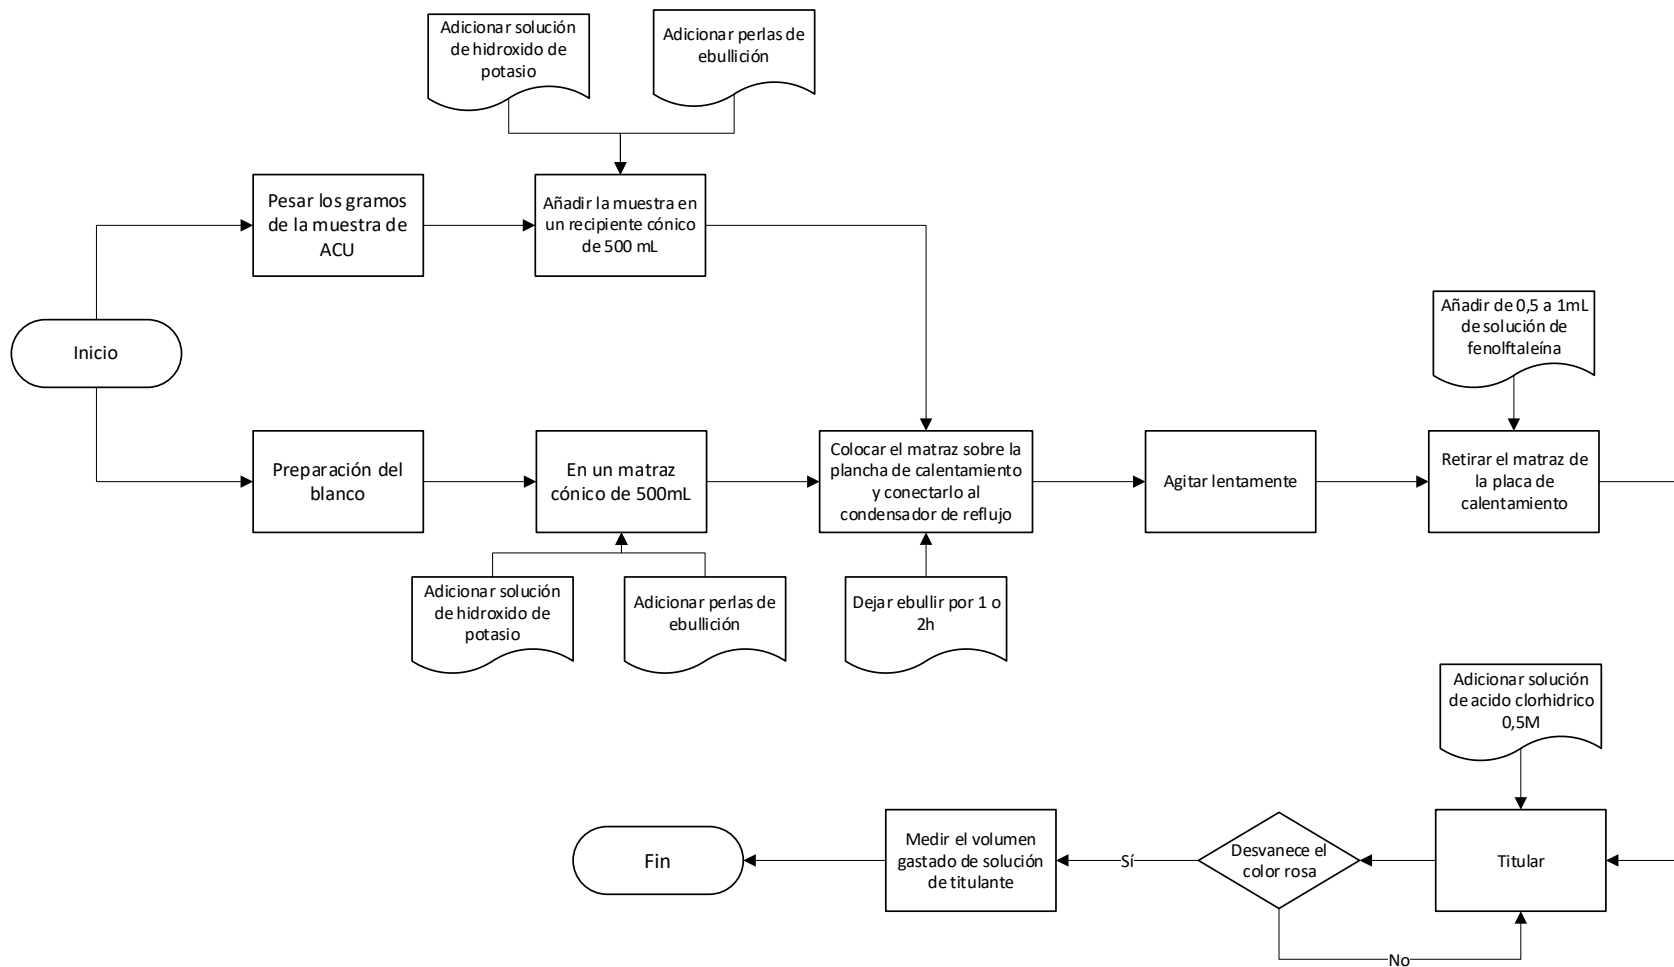 Adicionar solución
de hidroxido de
potasio
Adicionar perlas de
ebullición
Pesar los gramos
de la muestra de
ACU
Añadir la muestra en
un recipiente cónico
de 500 mL
Inicio
Añadir de 0,5 a 1mL
de solución de
fenolftaleína
Preparación del
blanco
En un matraz
cónico de 500mL
Colocar el matraz sobre la
plancha de calentamiento
y conectarlo al
condensador de reflujo
Agitar lentamente
Retirar el matraz de
la placa de
calentamiento
Adicionar solución
de hidroxido de
potasio
Adicionar perlas de
ebullición
Dejar ebullir por 1 o
2h
Adicionar solución
de acido clorhidrico
0,5M
Fin
Medir el volumen
gastado de solución
de titulante
Sí
Desvanece el
color rosa
Titular
No